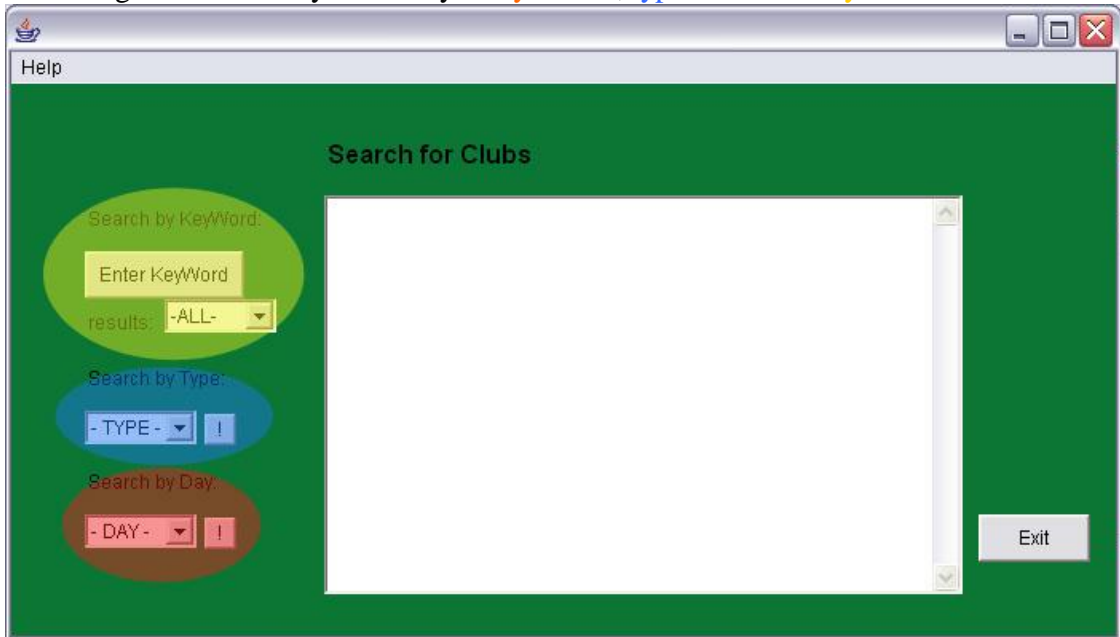 Help
Search for Clubs
Search by KeyWord:
Enter KeyWord
results: -ALL-
Search by Type:
- TYPE - !
Search by Day:
- DAY - !
Exit